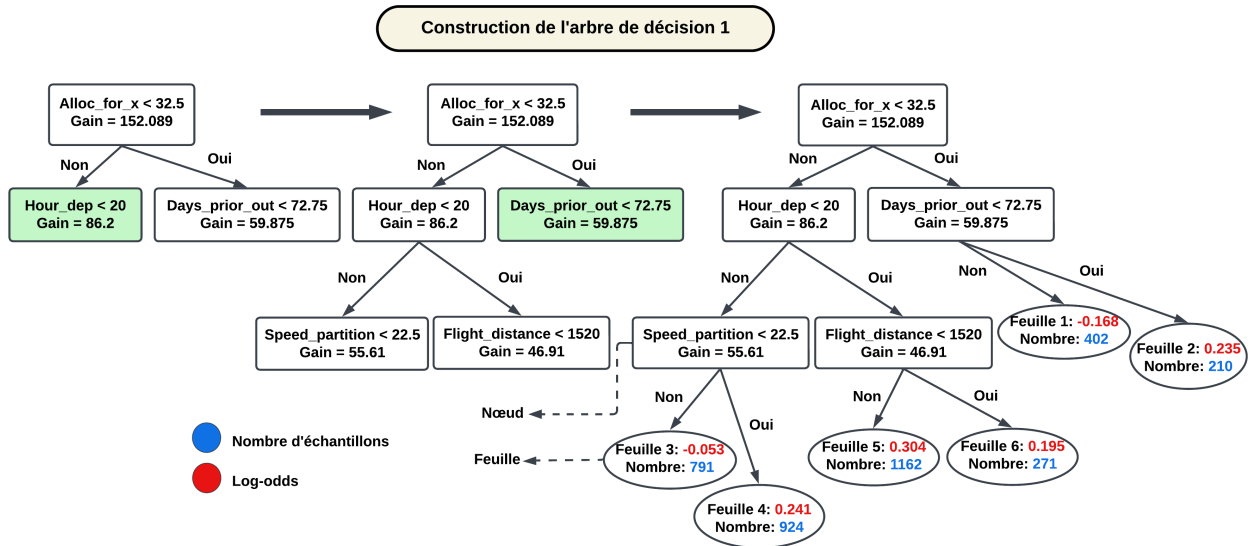 Construction de l'arbre de décision 1
Alloc_for_x < 32.5
Gain = 152.089
Non
Oui
Hour_dep < 20
Gain = 86.2
Days_prior_out < 72.75
Gain = 59.875
Alloc_for_x < 32.5
Gain = 152.089
Non
Oui
Hour_dep < 20
Gain = 86.2
Days_prior_out < 72.75
Gain = 59.875
Non
Oui
Speed_partition < 22.5
Gain = 55.61
Flight_distance < 1520
Gain = 46.91
Alloc_for_x < 32.5
Gain = 152.089
Non
Oui
Hour_dep < 20
Gain = 86.2
Days_prior_out < 72.75
Gain = 59.875
Non
Oui
Non
Oui
Feuille 1: -0.168
Nombre: 402
Feuille 2: 0.235
Nombre: 210
Speed_partition < 22.5
Gain = 55.61
Flight_distance < 1520
Gain = 46.91
Non
Oui
Non
Oui
Nœud
Feuille
Feuille 3: -0.053
Nombre: 791
Feuille 4: 0.241
Nombre: 924
Feuille 5: 0.304
Nombre: 1162
Feuille 6: 0.195
Nombre: 271
Nombre d'échantillons
Log-odds